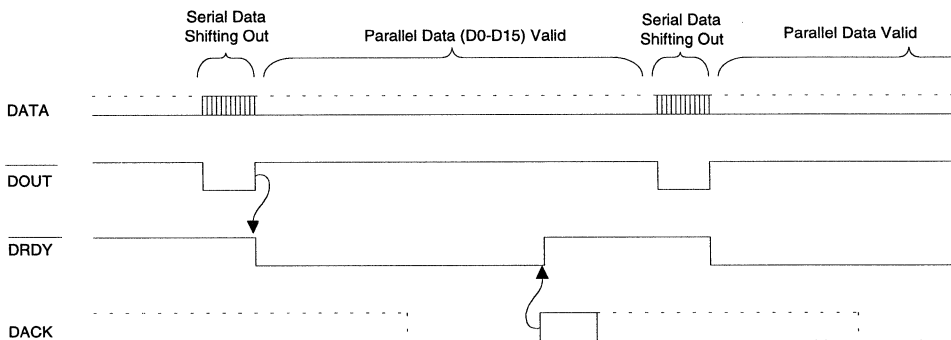 Serial Data
Shifting Out
Parallel Data (D0-D15) Valid
Serial Data
Shifting Out
Parallel Data Valid
DATA
DOUT
DRDY
DACK